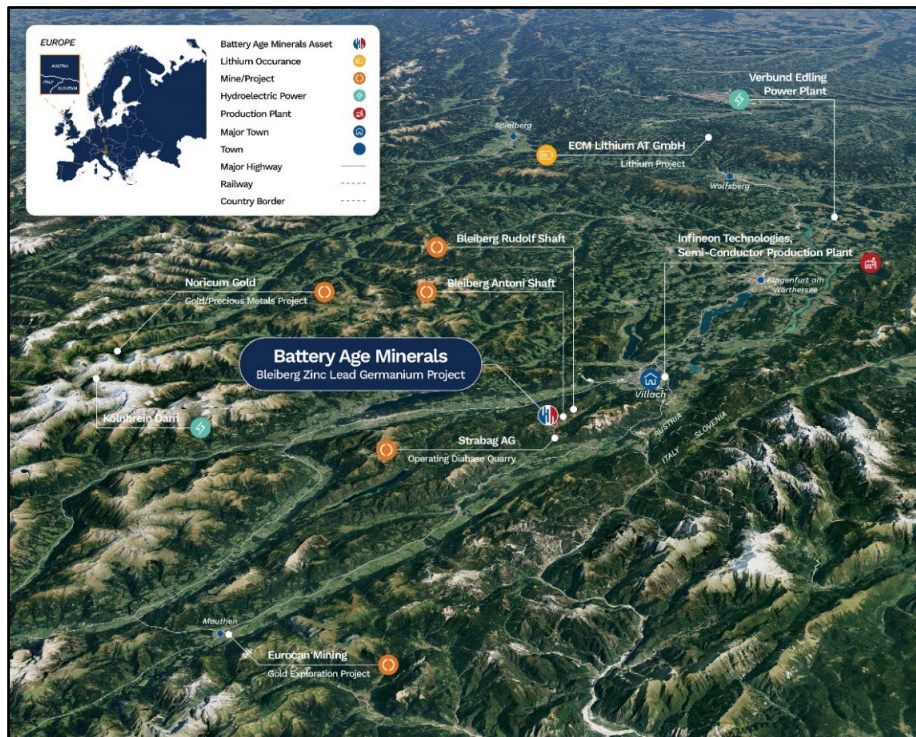 EUROPE
AUSTRIA
ITALY
SLOVENIA
Battery Age Minerals Asset
Lithium Occurance
Mine/Project
Hydroelectric Power
Production Plant
Major Town
Town
Major Highway
Railway
Country Border
Verbund Edling
Power Plant
Spielberg
ECM Lithium AT GmbH
Lithium Project
Wolfsberg
Bleiberg Rudolf Shaft
Infineon Technologies,
Semi-Conductor Production Plant
Noricum Gold
Gold/Precious Metals Project
Bleiberg Antoni Shaft
Klagenfurt am
Wörthersee
Battery Age Minerals
Bleiberg Zinc Lead Germanium Project
Villach
Kölnhrein Dam
Strabag AG
Operating Diabase Quarry
AUSTRIA
SLOVENIA
ITALY
Mauthen
Eurocan Mining
Gold Exploration Project